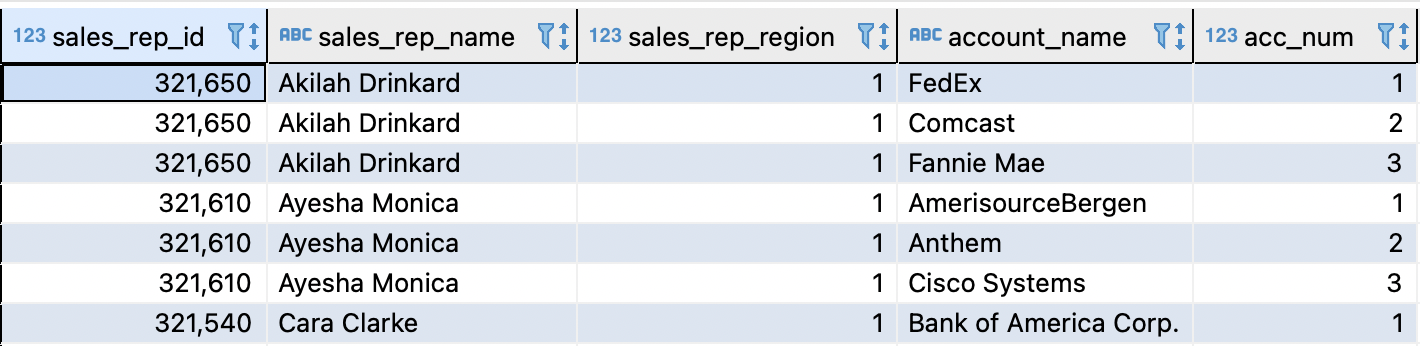 123 sales_rep_id ABC sales_rep_name 123 sales_rep_region ABC account_name 123 acc_num
321,650 Akilah Drinkard 1 FedEx 1
321,650 Akilah Drinkard 1 Comcast 2
321,650 Akilah Drinkard 1 Fannie Mae 3
321,610 Ayesha Monica 1 AmerisourceBergen 1
321,610 Ayesha Monica 1 Anthem 2
321,610 Ayesha Monica 1 Cisco Systems 3
321,540 Cara Clarke 1 Bank of America Corp. 1